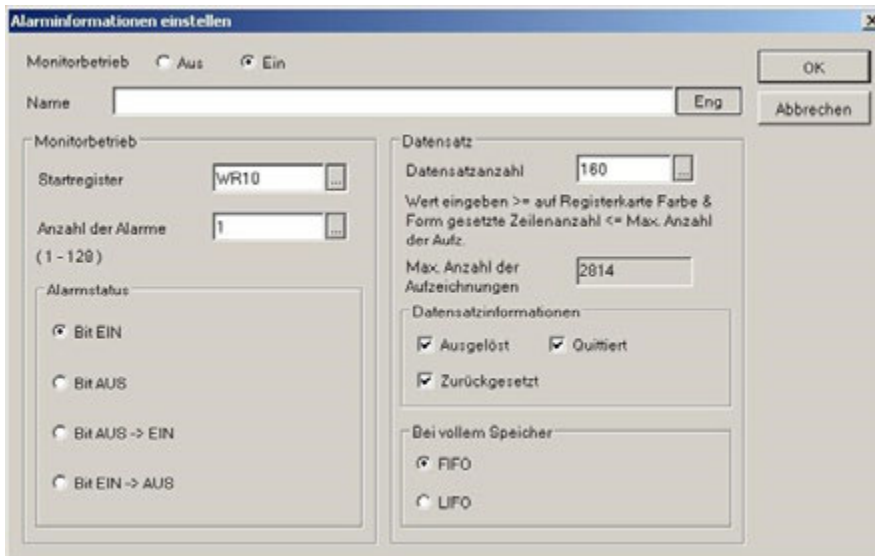 Alarminformationen einstellen
Monitorbetrieb Aus Ein
OK
Name Eng
Abbrechen
Monitorbetrieb
Startregister WR10 ...
Anzahl der Alarme 1 ...
(1-128)
Alarmstatus
Bit EIN
Bit AUS
Bit AUS -> EIN
Bit EIN -> AUS
Datensatz
Datensatzanzahl 160 ...
Wert eingeben >= auf Registerkarte Farbe &
Form gesetzte Zeilenanzahl <= Max. Anzahl
der Aufz.
Max. Anzahl der 2814
Aufzeichnungen
Datensatzinformationen
Ausgelöst Quittiert
Zurückgesetzt
Bei vollem Speicher
FIFO
LIFO